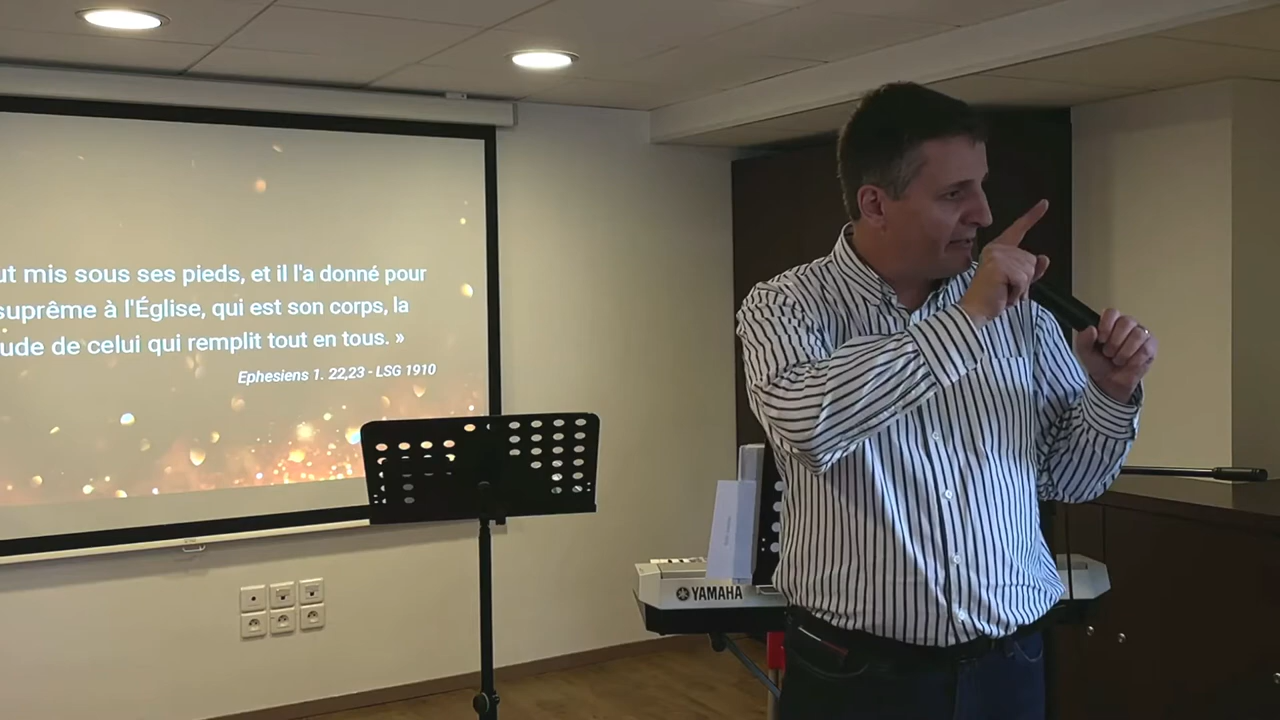 ut mis sous ses pieds, et il l'a donné pour
suprême à l'Église, qui est son corps, la
ude de celui qui remplit tout en tous. »
Ephesiens 1. 22,23 - LSG 1910
YAMAHA